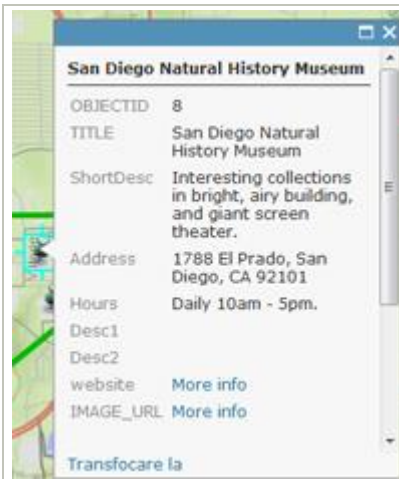 San Diego Natural History Museum
OBJECTID 8
TITLE San Diego Natural
History Museum
ShortDesc Interesting collections
in bright, airy building,
and giant screen
theater.
Address 1788 El Prado, San
Diego, CA 92101
Hours Daily 10am - 5pm.
Desc1
Desc2
website More info
IMAGE_URL More info
Transfocare la